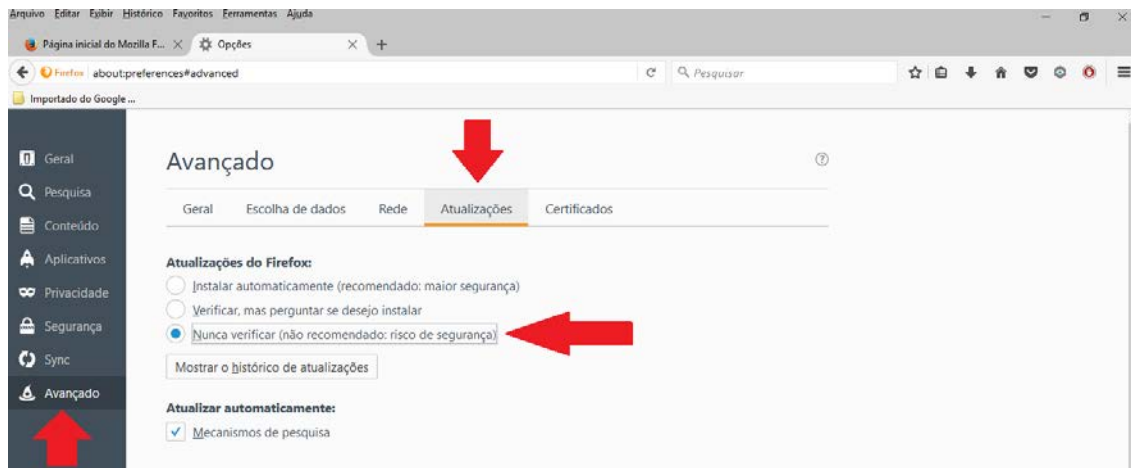 Arquivo Editar Exibir Histórico Favoritos Ferramentas Ajuda
Página inicial do Mozilla F... Opções
Firefox about:preferences#advanced Pesquisar
Importado do Google ...
Geral
Pesquisa
Conteúdo
Aplicativos
Privacidade
Segurança
Sync
Avançado
Avançado
Geral Escolha de dados Rede Atualizações Certificados
Atualizações do Firefox:
Instalar automaticamente (recomendado: maior segurança)
Verificar, mas perguntar se desejo instalar
Nunca verificar (não recomendado: risco de segurança)
Mostrar o histórico de atualizações
Atualizar automaticamente:
Mecanismos de pesquisa